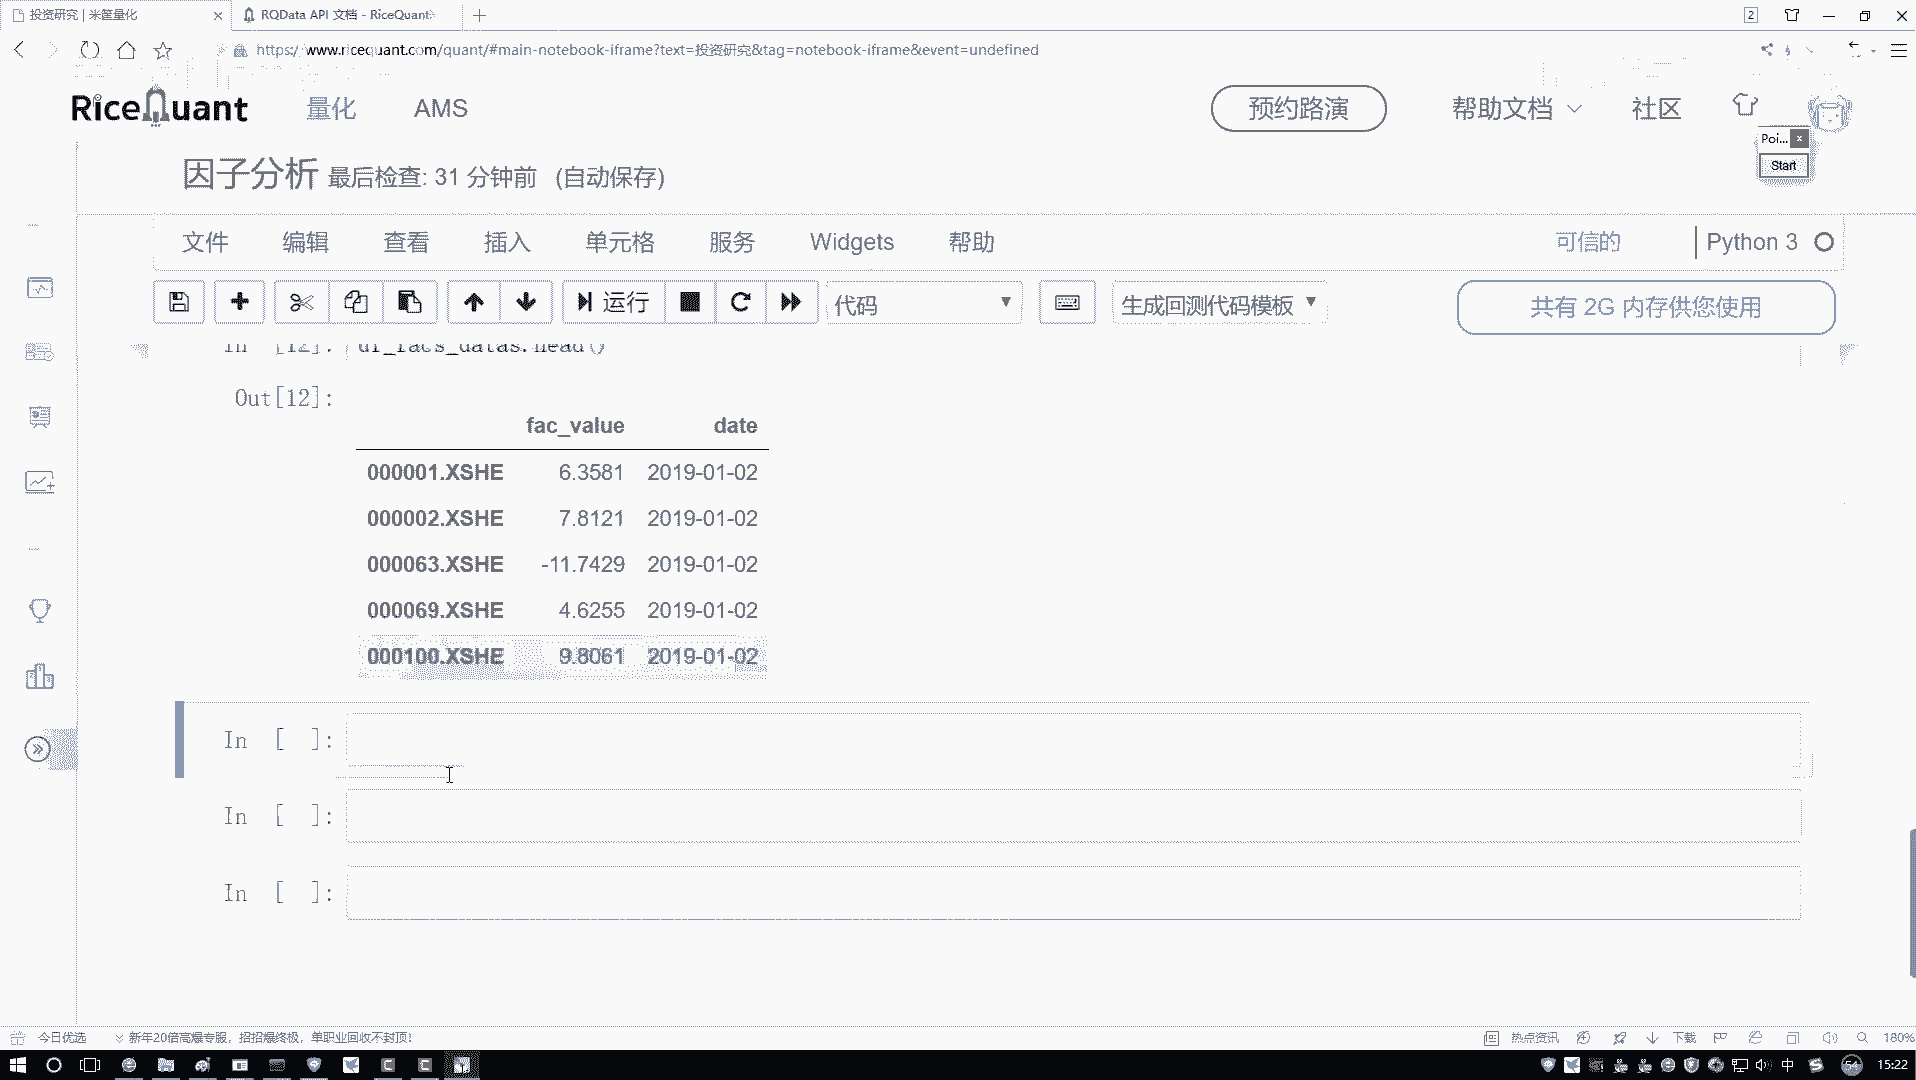 投资研究 | 米筐量化
RQData API 文档 - RiceQuant
2
https://www.ricequant.com/quant/#main-notebook-iframe?text=投资研究&tag=notebook-iframe&event=undefined
RiceQuant 量化 AMS 预约路演 帮助文档 社区
Poi...
Start
因子分析 最后检查: 31 分钟前 (自动保存)
文件 编辑 查看 插入 单元格 服务 Widgets 帮助 可信的 Python 3
运行 代码 生成回测代码模板 共有 2G 内存供您使用
In [12]: df_facs_datas.head()
Out[12]:
fac_value date
000001.XSHE 6.3581 2019-01-02
000002.XSHE 7.8121 2019-01-02
000063.XSHE -11.7429 2019-01-02
000069.XSHE 4.6255 2019-01-02
000100.XSHE 9.8061 2019-01-02
In [ ]:
In [ ]:
In [ ]:
今日优选 新年20倍高爆专服，招招爆终极，单职业回收不封顶! 热点资讯 下载 180%
中 54 15:22